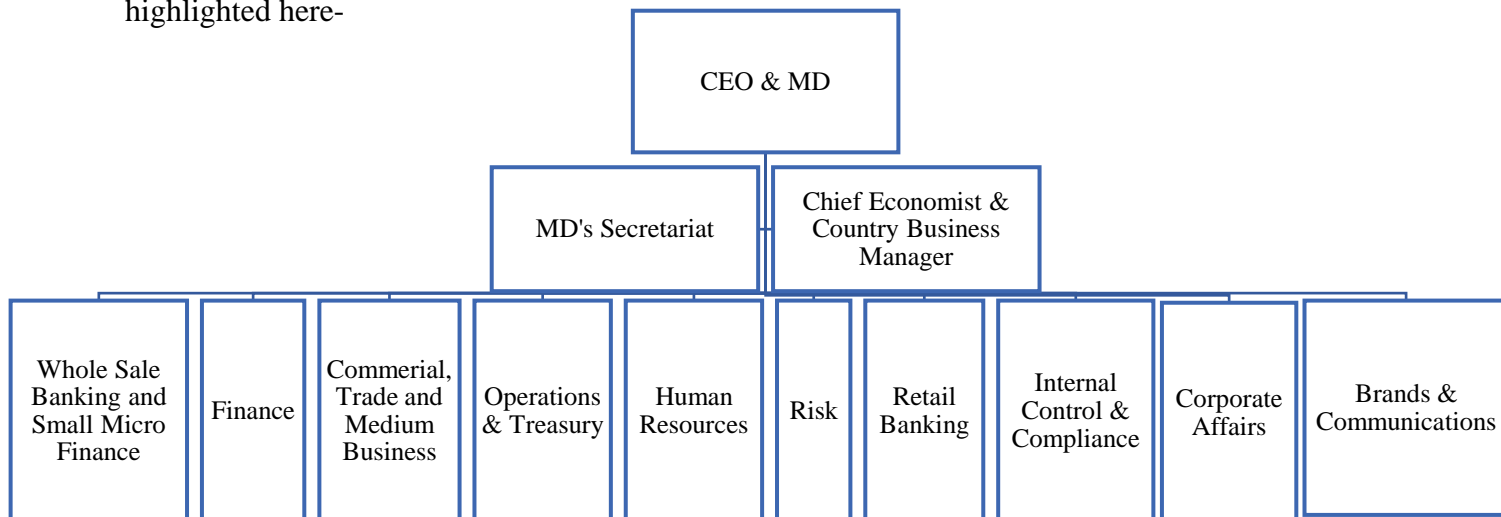 highlighted here-
CEO & MD
MD's Secretariat
Chief Economist &
Country Business
Manager
Whole Sale
Banking and
Small Micro
Finance
Finance
Commerial,
Trade and
Medium
Business
Operations
& Treasury
Human
Resources
Risk
Retail
Banking
Internal
Control &
Compliance
Corporate
Affairs
Brands &
Communications